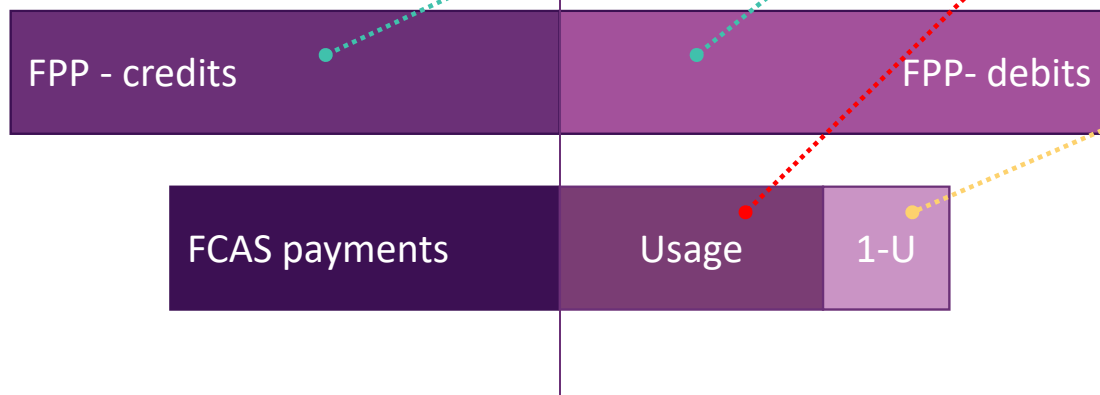 FPP - credits
FPP- debits
FCAS payments
Usage
1-U